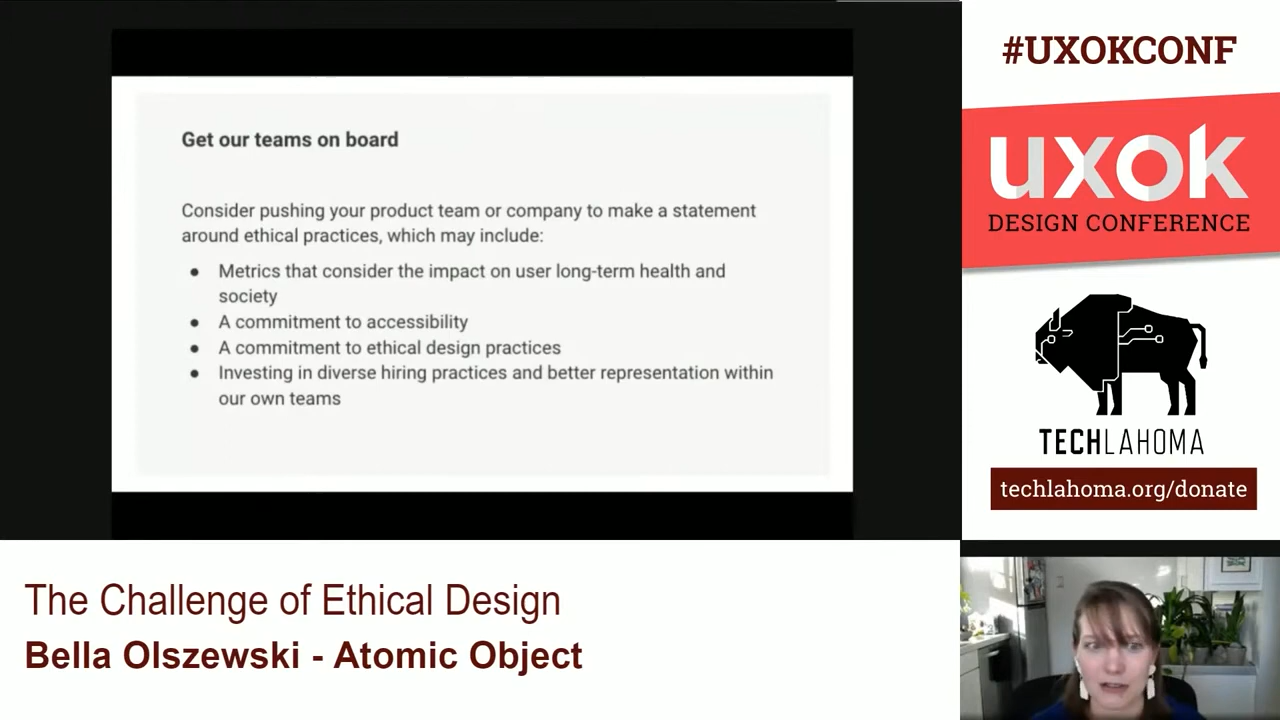 Get our teams on board
Consider pushing your product team or company to make a statement
around ethical practices, which may include:
● Metrics that consider the impact on user long-term health and
society
● A commitment to accessibility
● A commitment to ethical design practices
● Investing in diverse hiring practices and better representation within
our own teams
#UXOKCONF
uxok
DESIGN CONFERENCE
TECHLAHOMA
techlahoma.org/donate
The Challenge of Ethical Design
Bella Olszewski - Atomic Object